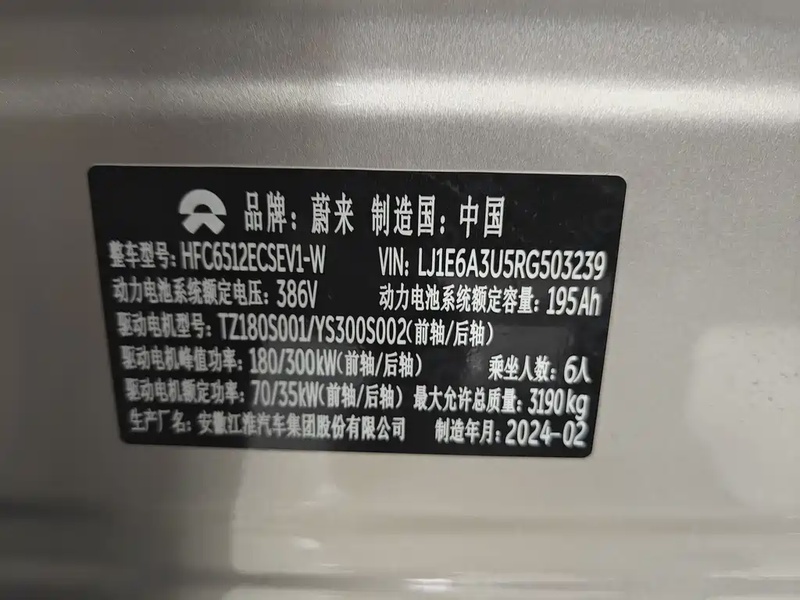 品牌：蔚来 制造国：中国
整车型号：HFC6512ECSEV1-W VIN：LJ1E6A3U5RG503239
动力电池系统额定电压：386V 动力电池系统额定容量：195Ah
驱动电机型号：TZ180S001/YS300S002(前轴/后轴)
驱动电机峰值功率：180/300kW(前轴/后轴) 乘坐人数：6人
驱动电机额定功率：70/35kW(前轴/后轴) 最大允许总质量：3190kg
生产厂名：安徽江淮汽车集团股份有限公司 制造年月：2024-02